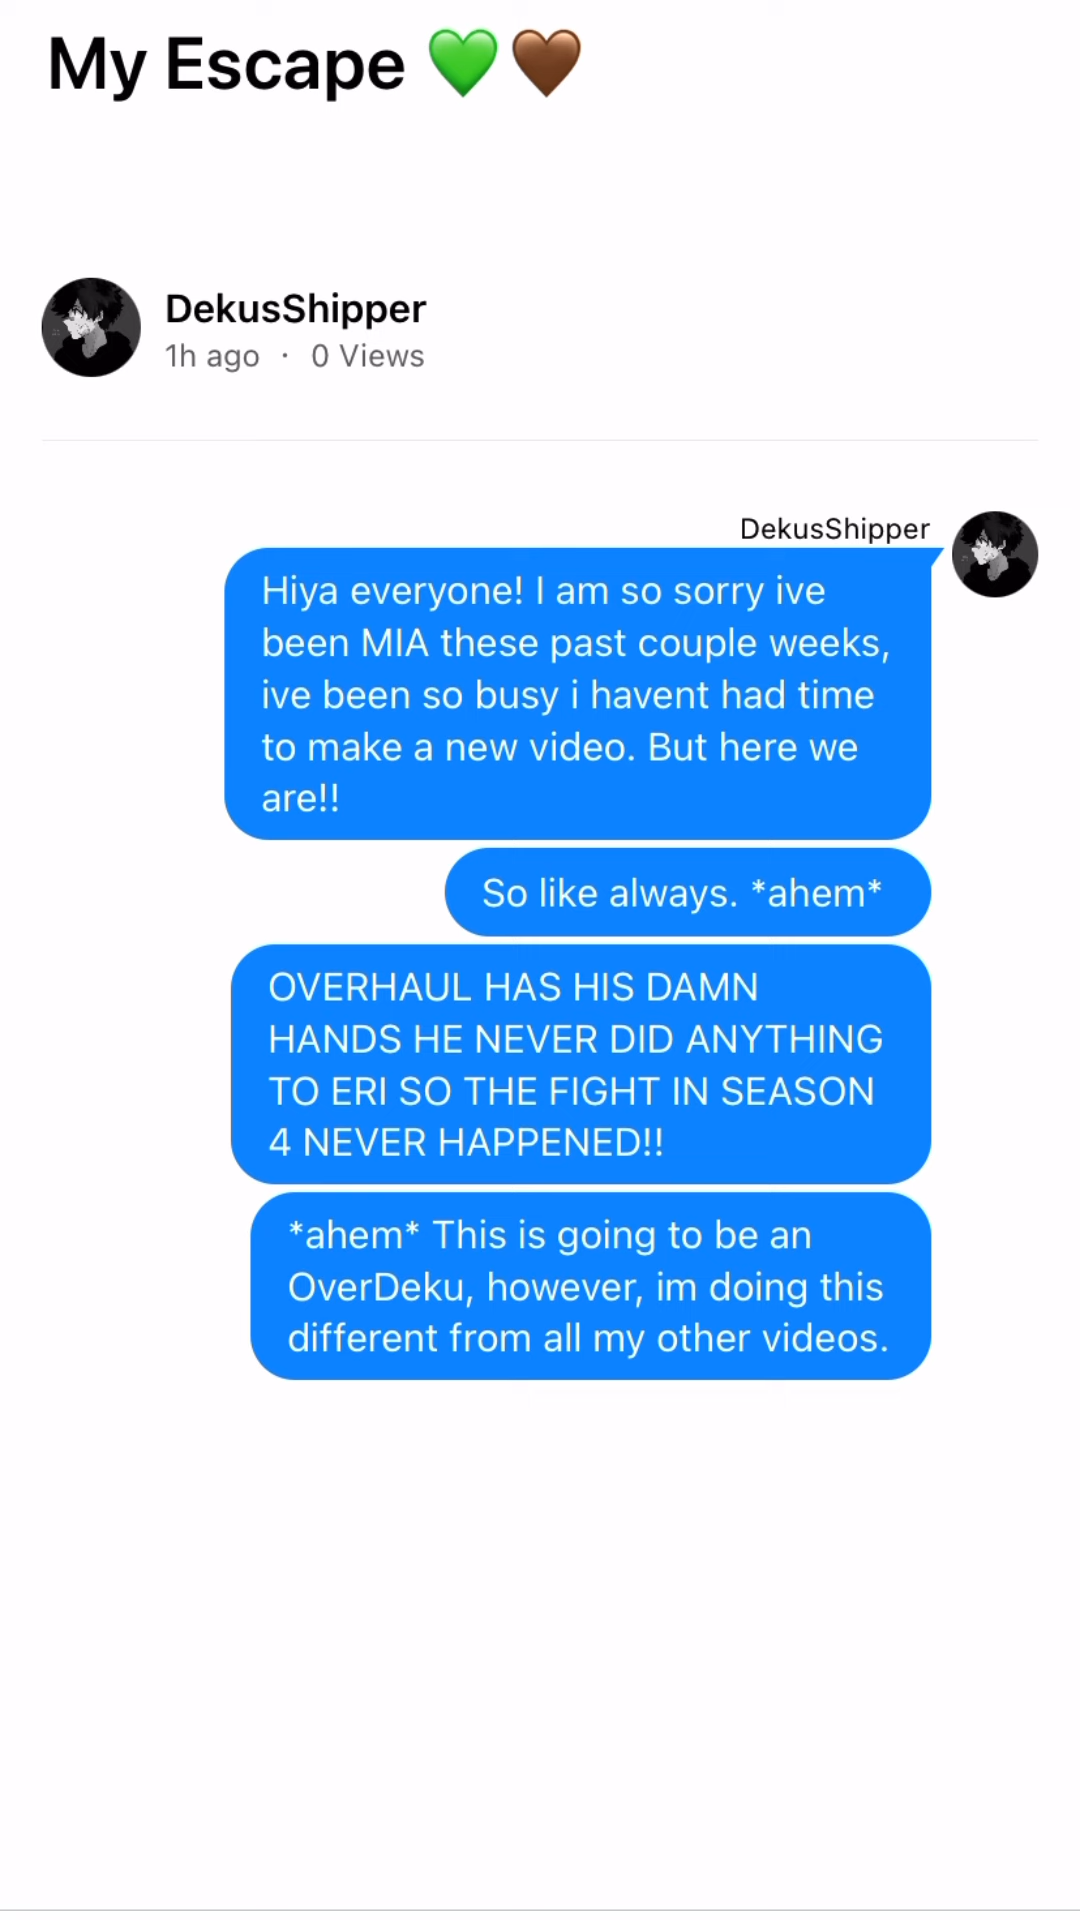 My Escape 💚🤎
DekusShipper
1h ago · 0 Views
DekusShipper
Hiya everyone! I am so sorry ive
been MIA these past couple weeks,
ive been so busy i havent had time
to make a new video. But here we
are!!
So like always. *ahem*
OVERHAUL HAS HIS DAMN
HANDS HE NEVER DID ANYTHING
TO ERI SO THE FIGHT IN SEASON
4 NEVER HAPPENED!!
*ahem* This is going to be an
OverDeku, however, im doing this
different from all my other videos.